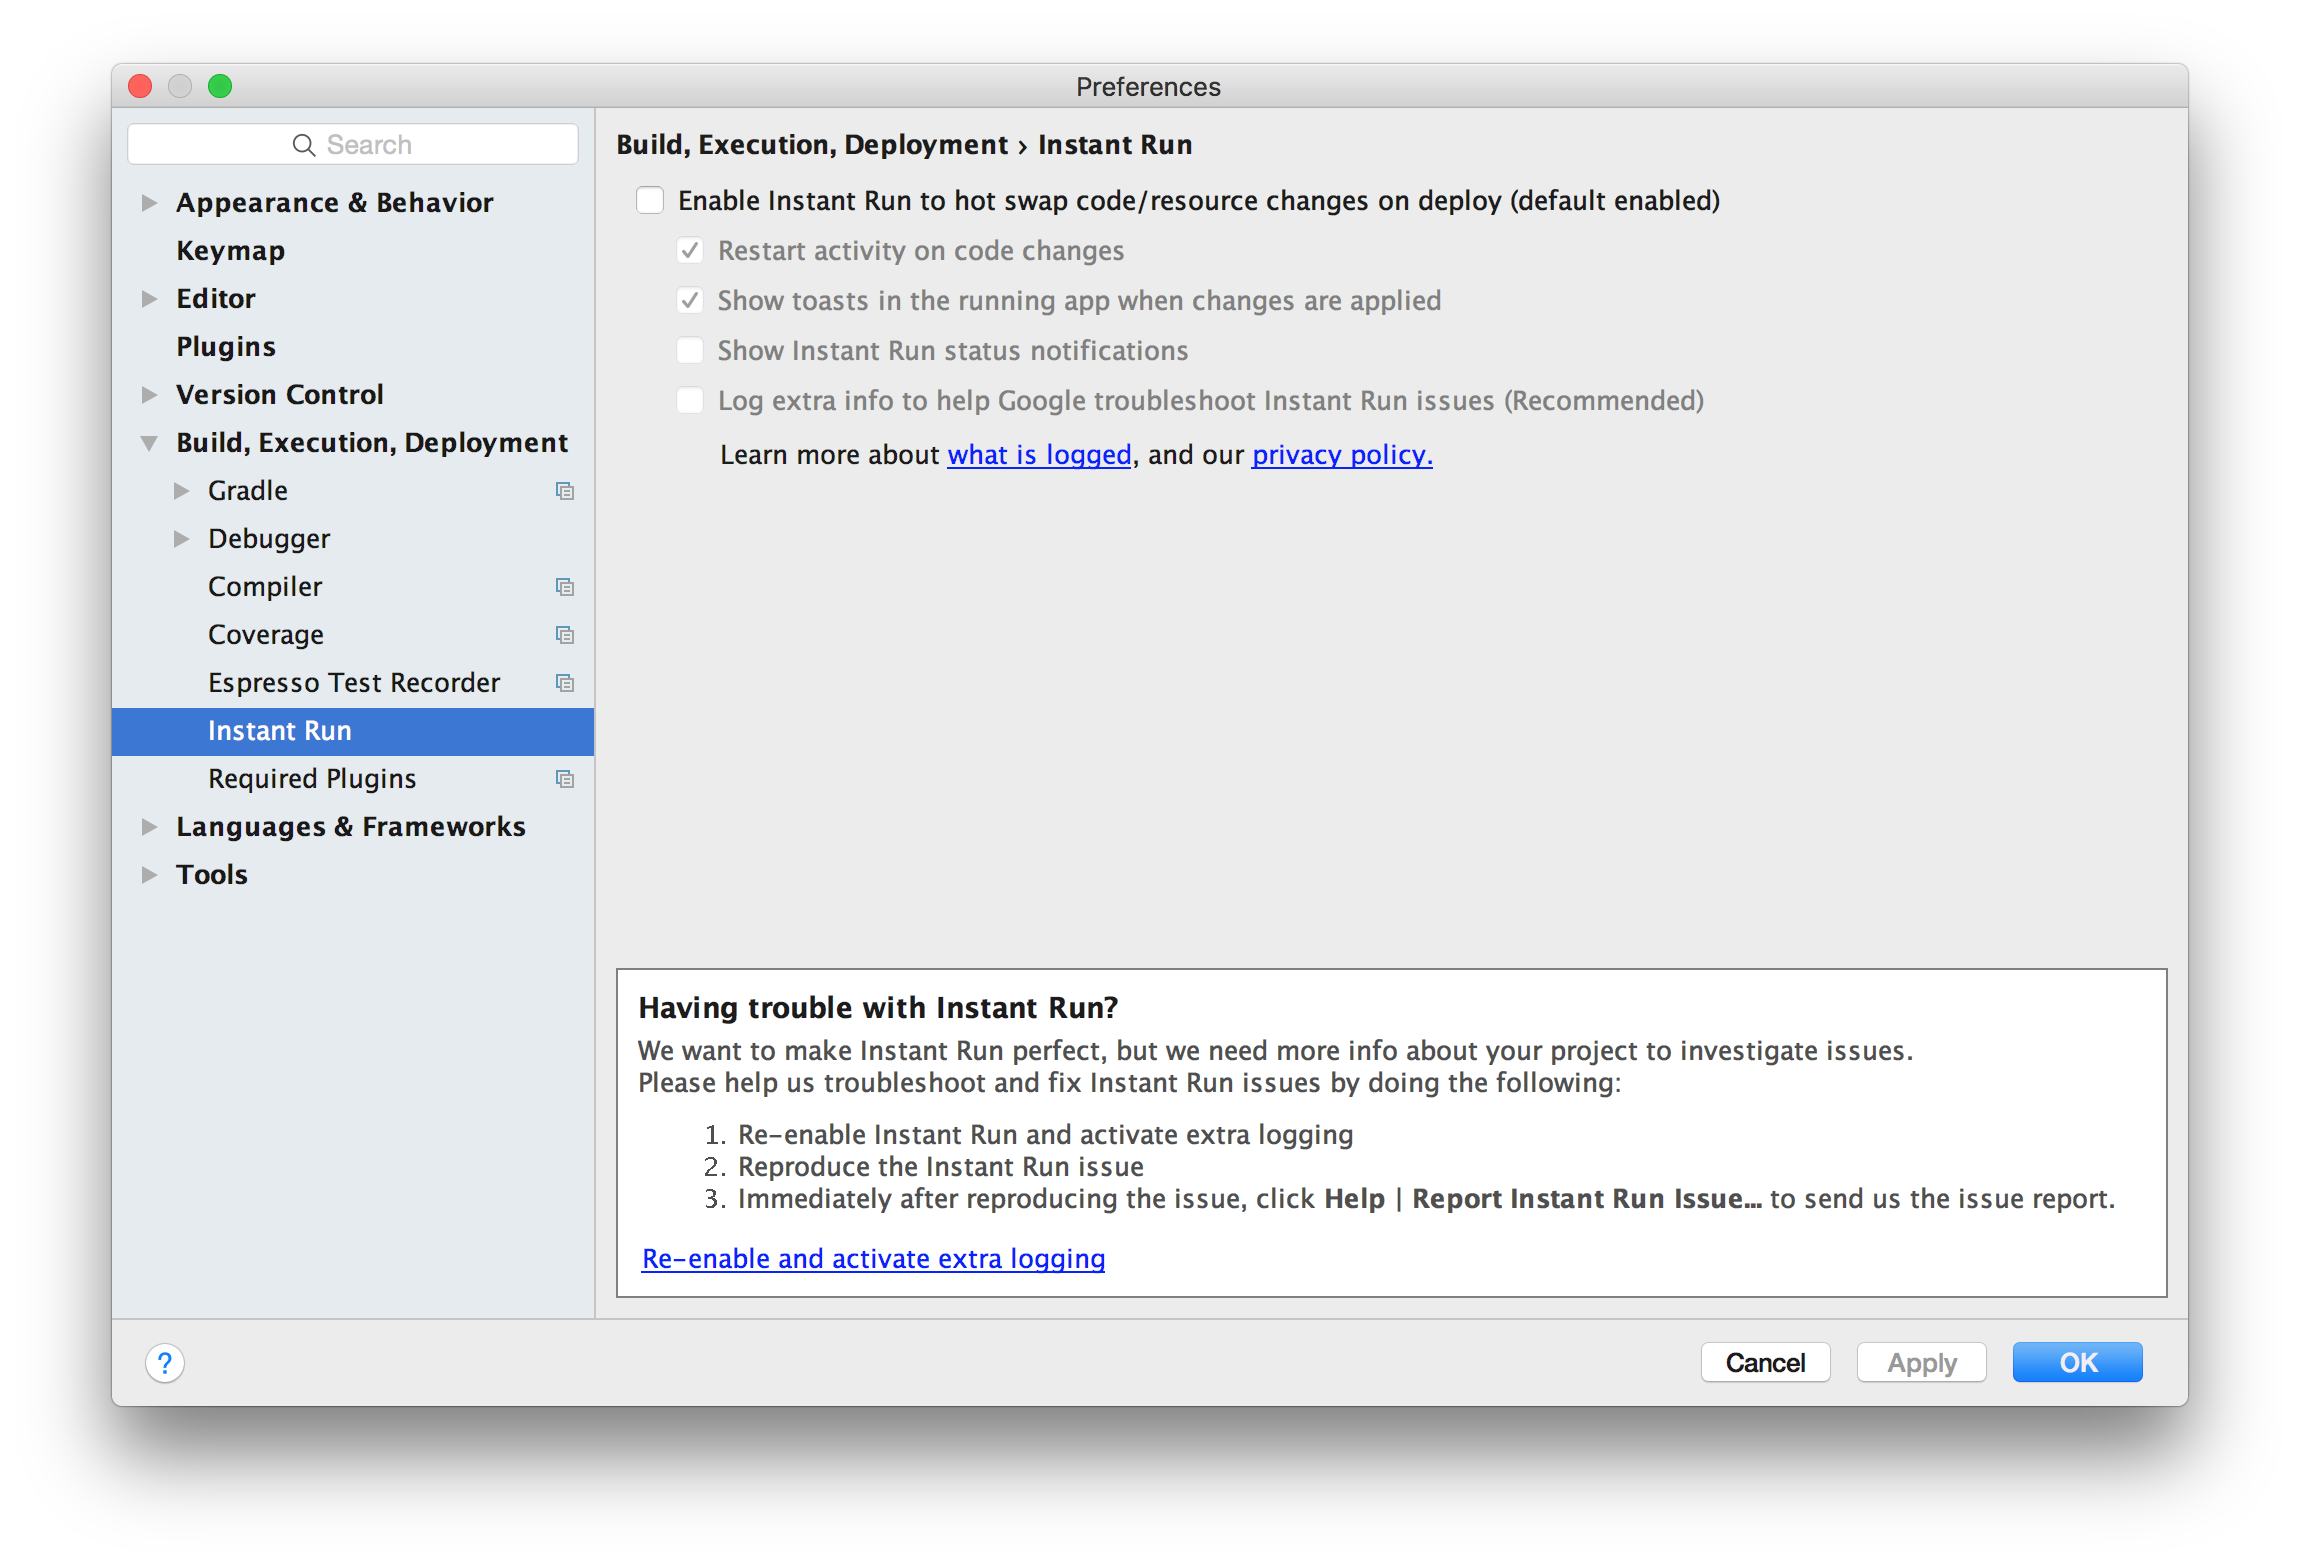 Preferences
Search
Appearance & Behavior
Keymap
Editor
Plugins
Version Control
Build, Execution, Deployment
Gradle
Debugger
Compiler
Coverage
Espresso Test Recorder
Instant Run
Required Plugins
Languages & Frameworks
Tools
Build, Execution, Deployment › Instant Run
Enable Instant Run to hot swap code/resource changes on deploy (default enabled)
Restart activity on code changes
Show toasts in the running app when changes are applied
Show Instant Run status notifications
Log extra info to help Google troubleshoot Instant Run issues (Recommended)
Learn more about what is logged, and our privacy policy.
Having trouble with Instant Run?
We want to make Instant Run perfect, but we need more info about your project to investigate issues.
Please help us troubleshoot and fix Instant Run issues by doing the following:
1. Re-enable Instant Run and activate extra logging
2. Reproduce the Instant Run issue
3. Immediately after reproducing the issue, click Help | Report Instant Run Issue... to send us the issue report.
Re-enable and activate extra logging
?
Cancel
Apply
OK